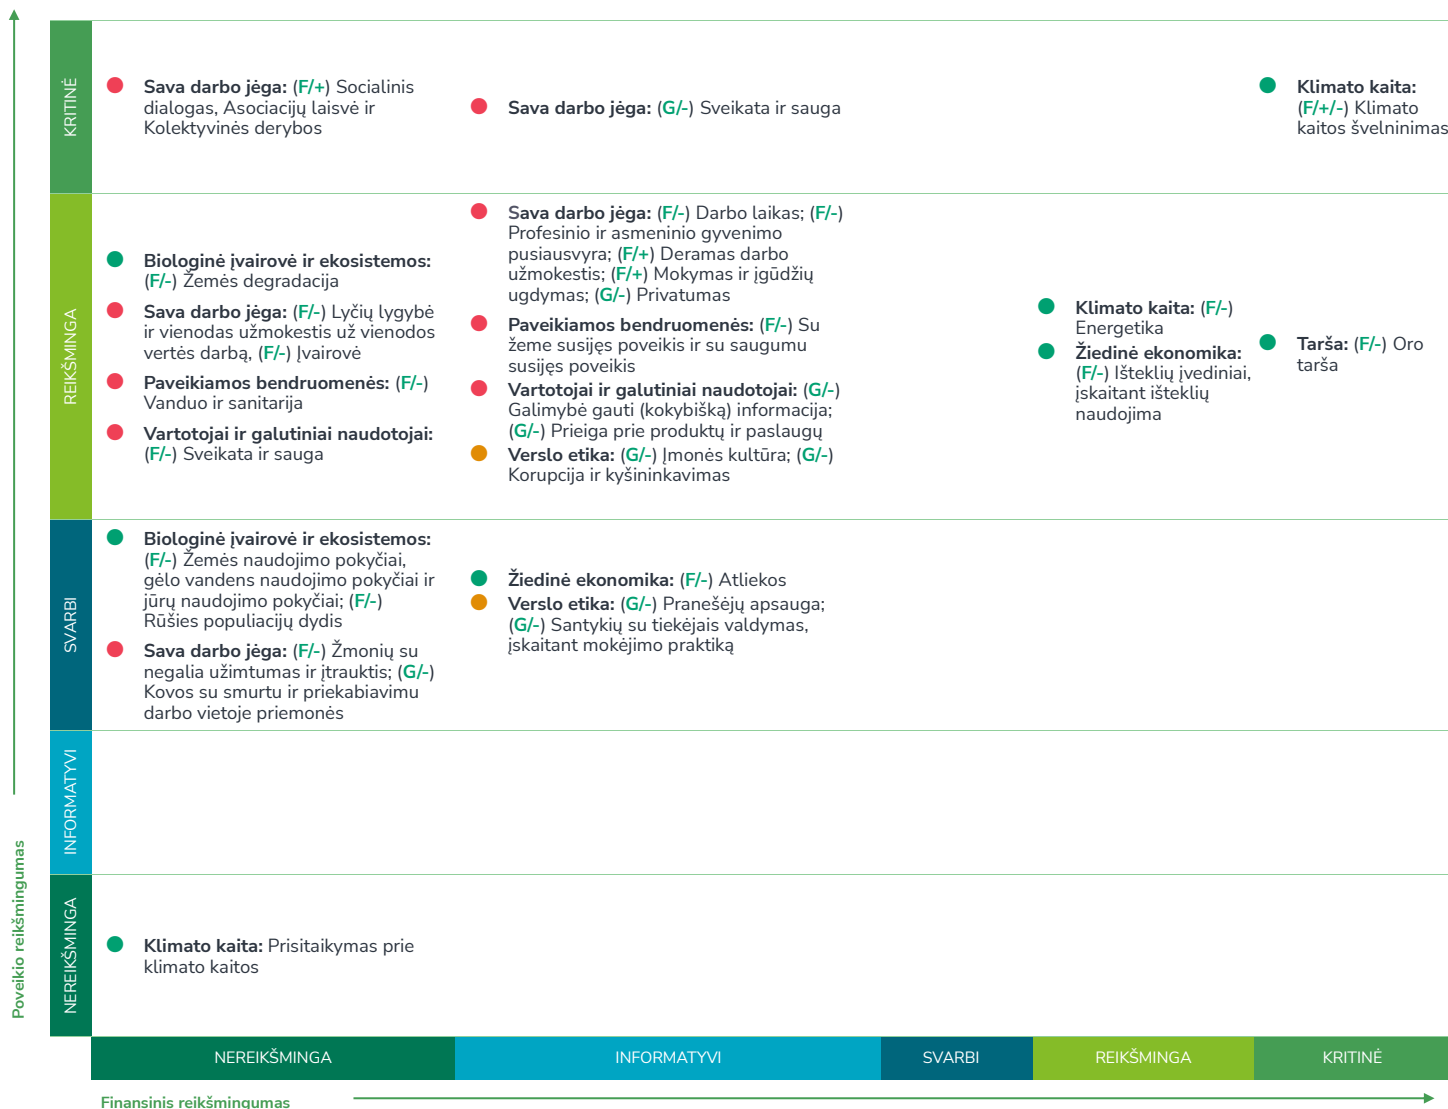 KRITINĖ
Sava darbo jėga: (F/+) Socialinis
dialogas, Asociacijų laisvė ir
Kolektyvinės derybos
Sava darbo jėga: (G/-) Sveikata ir sauga
Klimato kaita:
(F/+/-) Klimato
kaitos švelninimas
REIKŠMINGA
Biologinė įvairovė ir ekosistemos:
(F/-) Žemės degradacija
Sava darbo jėga: (F/-) Lyčių lygybė
ir vienodas užmokestis už vienodos
vertės darbą, (F/-) Įvairovė
Paveikiamos bendruomenės: (F/-)
Vanduo ir sanitarija
Vartotojai ir galutiniai naudotojai:
(F/-) Sveikata ir sauga
Sava darbo jėga: (F/-) Darbo laikas; (F/-)
Profesinio ir asmeninio gyvenimo
pusiausvyra; (F/+) Deramas darbo
užmokestis; (F/+) Mokymas ir įgūdžių
ugdymas; (G/-) Privatumas
Paveikiamos bendruomenės: (F/-) Su
žeme susijęs poveikis ir su saugumu
susijęs poveikis
Vartotojai ir galutiniai naudotojai: (G/-)
Galimybė gauti (kokybišką) informacija;
(G/-) Prieiga prie produktų ir paslaugų
Verslo etika: (G/-) Įmonės kultūra; (G/-)
Korupcija ir kyšininkavimas
Klimato kaita: (F/-)
Energetika
Žiedinė ekonomika:
(F/-) Išteklių įvediniai,
įskaitant išteklių
naudojima
Tarša: (F/-) Oro
tarša
SVARBI
Biologinė įvairovė ir ekosistemos:
(F/-) Žemės naudojimo pokyčiai,
gėlo vandens naudojimo pokyčiai ir
jūrų naudojimo pokyčiai; (F/-)
Rūšies populiacijų dydis
Sava darbo jėga: (F/-) Žmonių su
negalia užimtumas ir įtrauktis; (G/-)
Kovos su smurtu ir priekabiavimu
darbo vietoje priemonės
Žiedinė ekonomika: (F/-) Atliekos
Verslo etika: (G/-) Pranešėjų apsauga;
(G/-) Santykių su tiekėjais valdymas,
įskaitant mokėjimo praktiką
INFORMATYVI
NEREIKŠMINGA
Klimato kaita: Prisitaikymas prie
klimato kaitos
Poveikio reikšmingumas
NEREIKŠMINGA
INFORMATYVI
SVARBI
REIKŠMINGA
KRITINĖ
Finansinis reikšmingumas